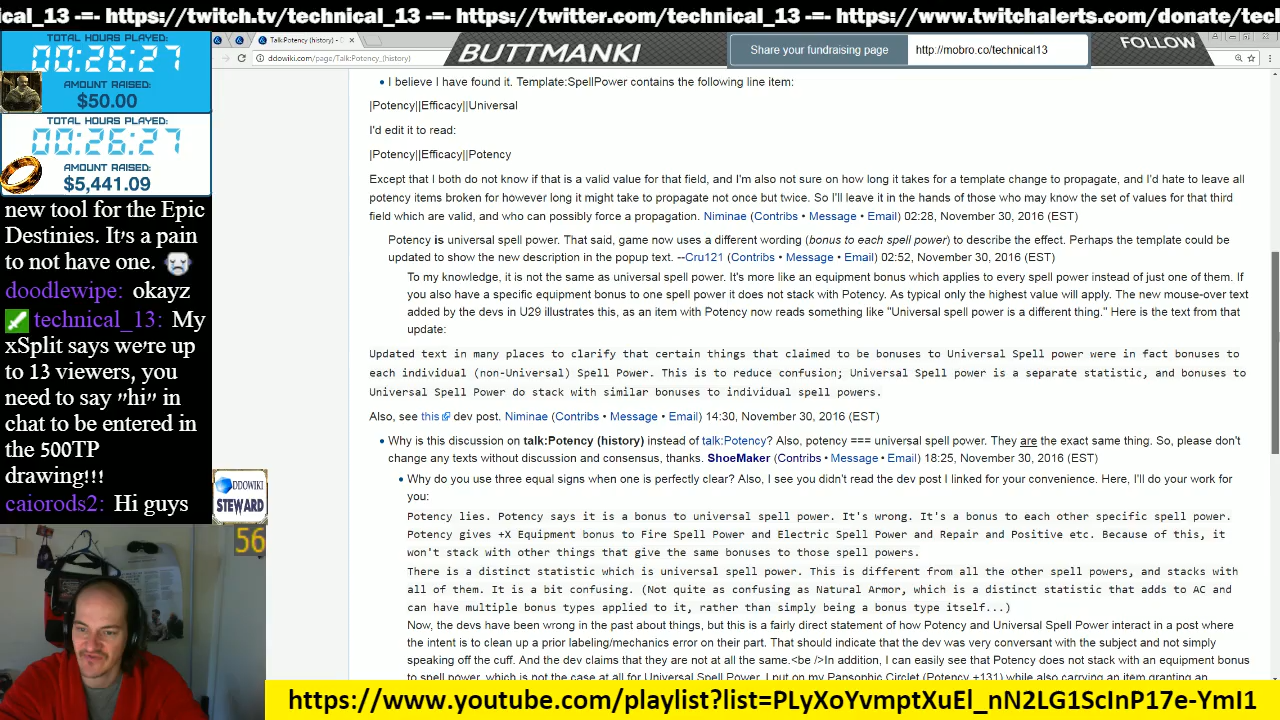 cal_13 -=- https://twitch.tv/technical_13 -=- https://twitter.com/technical_13 -=- https://www.twitchalerts.com/donate/tec
TOTAL HOURS PLAYED:
00:26:27
AMOUNT RAISED:
$50.00
TOTAL HOURS PLAYED:
00:26:27
AMOUNT RAISED:
$5,441.09
new tool for the Epic
Destinies. It's a pain
to not have one.
doodlewipe: okayz
technical_13: My
xSplit says we're up
to 13 viewers, you
need to say "hi" in
chat to be entered in
the 500TP
drawing!!!
caiorods2: Hi guys
DDOWIKI
STEWARD
56
Talk:Potency (history) - D
ddowiki.com/page/Talk:Potency_(history)
BUTTMANKI
Share your fundraising page
http://mobro.co/technical13
FOLLOW
I believe I have found it. Template:SpellPower contains the following line item:
|Potency||Efficacy||Universal
I'd edit it to read:
|Potency||Efficacy||Potency
Except that I both do not know if that is a valid value for that field, and I'm also unclear on how long it takes for a template change to propagate, and I'd hate to leave all
potency items broken for however long it might take to propagate not once but twice. So I'll leave it in the hands of those who may know the set of values for that third
field which are valid, and who can possibly force a propagation. Niminae (Contribs • Message • Email) 02:28, November 30, 2016 (EST)
Potency is universal spell power. That said, game now uses a different wording (bonus to each spell power) to describe the effect. Perhaps the template could be
updated to show the new description in the popup text. --Cru121 (Contribs • Message • Email) 02:52, November 30, 2016 (EST)
To my knowledge, it is not the same as universal spell power. It's more like an equipment bonus which applies to every spell power instead of just one of them. If
you also have a specific equipment bonus to one spell power it does not stack with Potency. As typical only the highest value will apply. The new mouse-over text
added by the devs in U29 illustrates this, as an item with Potency now reads something like "Universal spell power is a different thing." Here is the text from that
update:
Updated text in many places to clarify that certain things that claimed to be bonuses to Universal Spell power were in fact bonuses to
each individual (non-Universal) Spell Power. This is to reduce confusion; Universal Spell power is a separate statistic, and bonuses to
Universal Spell Power do stack with similar bonuses to individual spell powers.
Also, see this dev post. Niminae (Contribs • Message • Email) 14:30, November 30, 2016 (EST)
Why is this discussion on talk:Potency (history) instead of talk:Potency? Also, potency === universal spell power. They are the exact same thing. So, please don't
change any texts without discussion and consensus, thanks. ShoeMaker (Contribs • Message • Email) 18:25, November 30, 2016 (EST)
Why do you use three equal signs when one is perfectly clear? Also, I see you didn't read the dev post I linked for your convenience. Here, I'll do your work for
you:
Potency lies. Potency says it is a bonus to universal spell power. It's wrong. It's a bonus to each other specific spell power.
Potency gives +X Equipment bonus to Fire Spell Power and Electric Spell Power and Repair and Positive etc. Because of this, it
won't stack with other things that give the same bonuses to those spell powers.
There is a distinct statistic which is universal spell power. This is different from all the other spell powers, and stacks with
all of them. It is a bit confusing. (Not quite as confusing as Natural Armor, which is a distinct statistic that adds to AC and
can have multiple bonus types applied to it, rather than simply being a bonus type itself...)
Now, the devs have been wrong in the past about things, but this is a fairly direct statement of how Potency and Universal Spell Power interact in a post where
the intent is to clean up a prior labeling/mechanics error on their part. That should indicate that the dev was very conversant with the subject and not simply
speaking off the cuff. And the dev claims that they are not at all the same.<be />In addition, I can easily see that Potency does not stack with an equipment bonus
to spell power, which is not the case at all for Universal Spell Power. I put on my Pansophic Circlet (Potency +131) while also carrying an item granting an
https://www.youtube.com/playlist?list=PLyXoYvmptXuEl_nN2LG1ScInP17e-YmI1